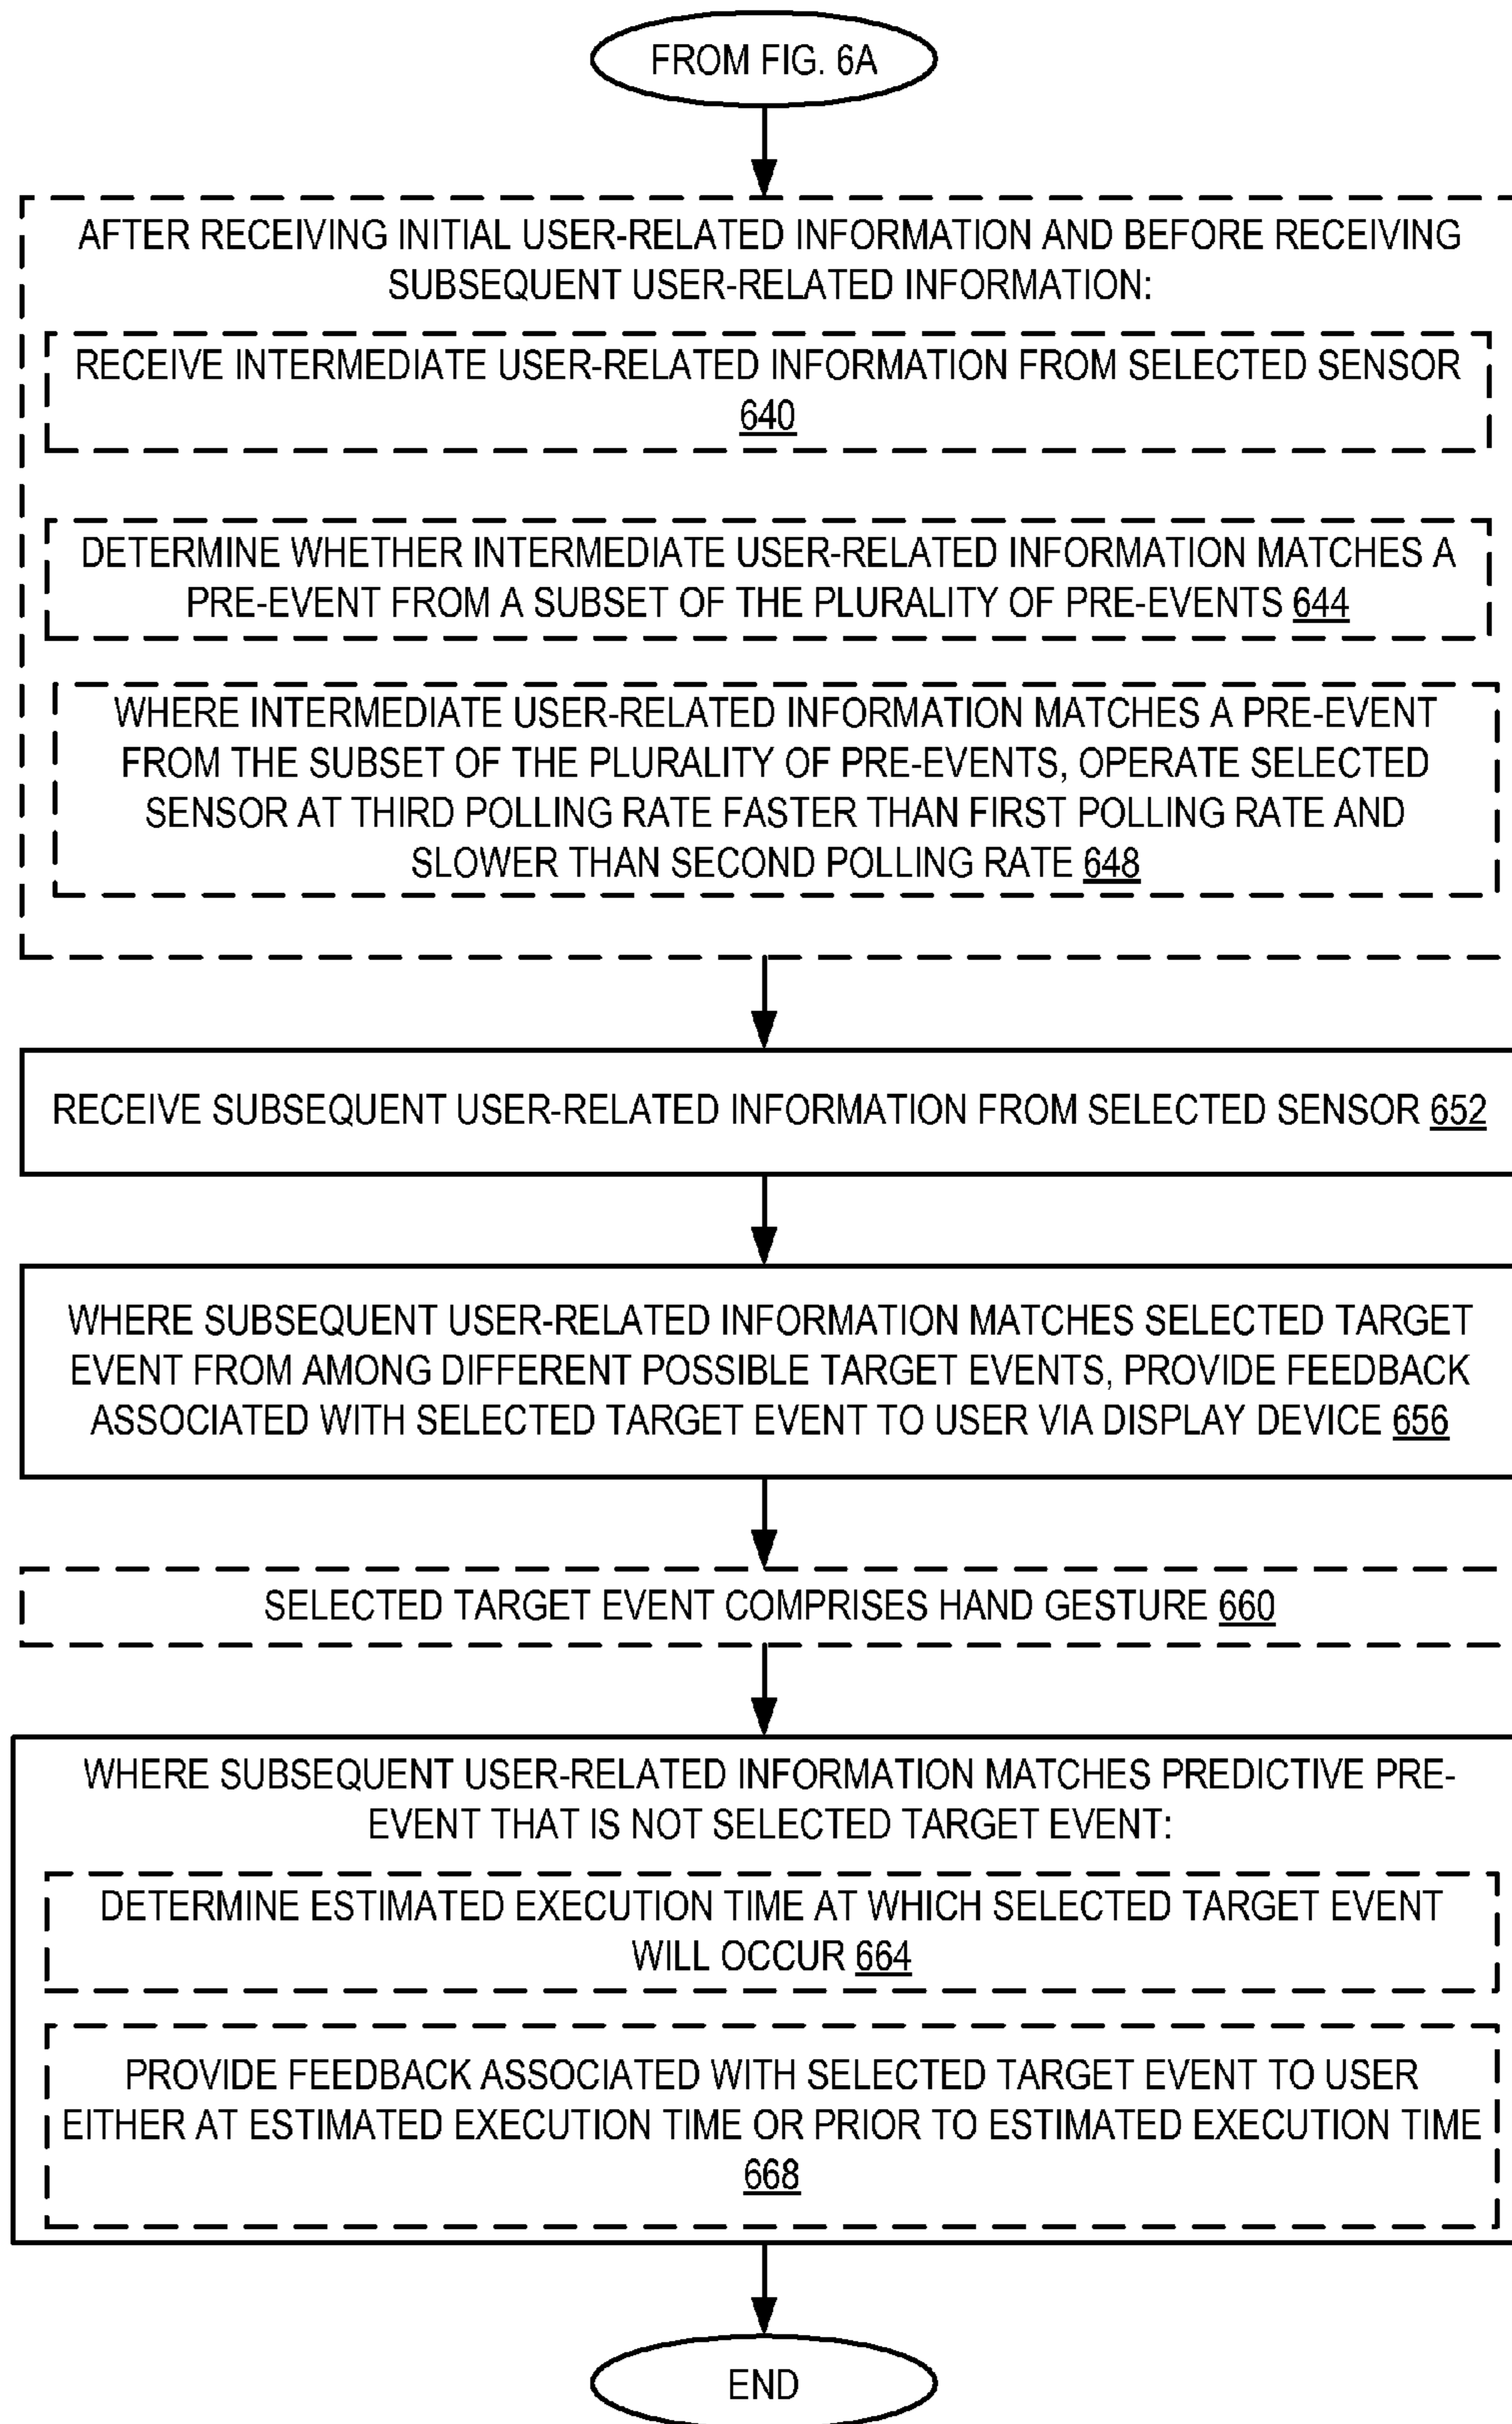 FROM FIG. 6A
AFTER RECEIVING INITIAL USER-RELATED INFORMATION AND BEFORE RECEIVING
SUBSEQUENT USER-RELATED INFORMATION:
RECEIVE INTERMEDIATE USER-RELATED INFORMATION FROM SELECTED SENSOR
640
DETERMINE WHETHER INTERMEDIATE USER-RELATED INFORMATION MATCHES A
PRE-EVENT FROM A SUBSET OF THE PLURALITY OF PRE-EVENTS 644
WHERE INTERMEDIATE USER-RELATED INFORMATION MATCHES A PRE-EVENT
FROM THE SUBSET OF THE PLURALITY OF PRE-EVENTS, OPERATE SELECTED
SENSOR AT THIRD POLLING RATE FASTER THAN FIRST POLLING RATE AND
SLOWER THAN SECOND POLLING RATE 648
RECEIVE SUBSEQUENT USER-RELATED INFORMATION FROM SELECTED SENSOR 652
WHERE SUBSEQUENT USER-RELATED INFORMATION MATCHES SELECTED TARGET
EVENT FROM AMONG DIFFERENT POSSIBLE TARGET EVENTS, PROVIDE FEEDBACK
ASSOCIATED WITH SELECTED TARGET EVENT TO USER VIA DISPLAY DEVICE 656
SELECTED TARGET EVENT COMPRISES HAND GESTURE 660
WHERE SUBSEQUENT USER-RELATED INFORMATION MATCHES PREDICTIVE PRE-
EVENT THAT IS NOT SELECTED TARGET EVENT:
DETERMINE ESTIMATED EXECUTION TIME AT WHICH SELECTED TARGET EVENT
WILL OCCUR 664
PROVIDE FEEDBACK ASSOCIATED WITH SELECTED TARGET EVENT TO USER
EITHER AT ESTIMATED EXECUTION TIME OR PRIOR TO ESTIMATED EXECUTION TIME
668
END